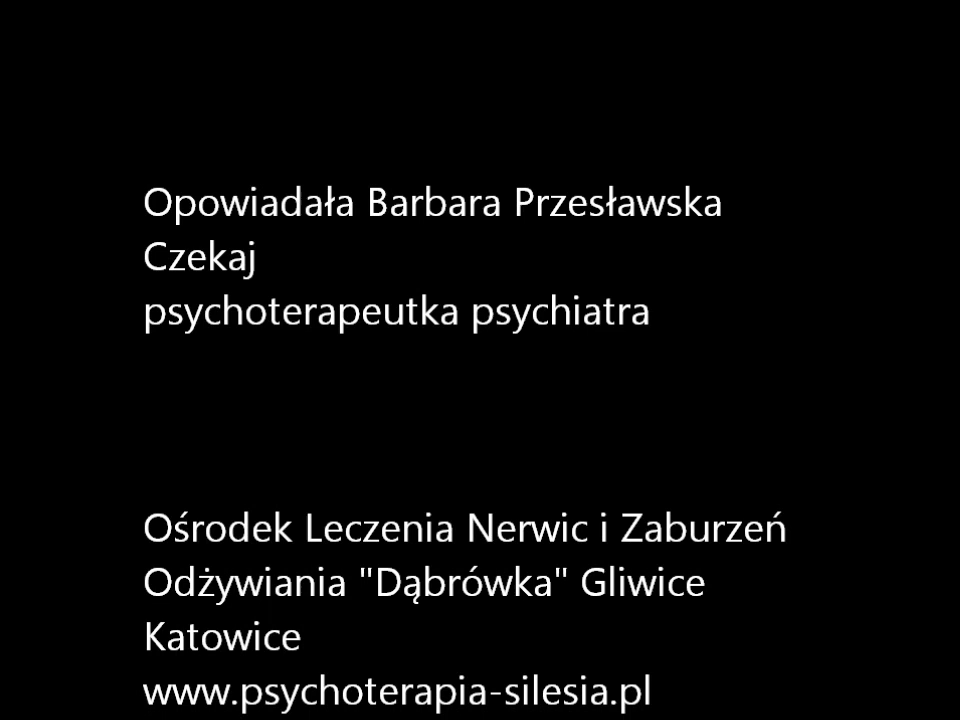 Opowiadała Barbara Przesławska
Czekaj
psychoterapeutka psychiatra
Ośrodek Leczenia Nerwic i Zaburzeń
Odżywiania "Dąbrówka" Gliwice
Katowice
www.psychoterapia-silesia.pl